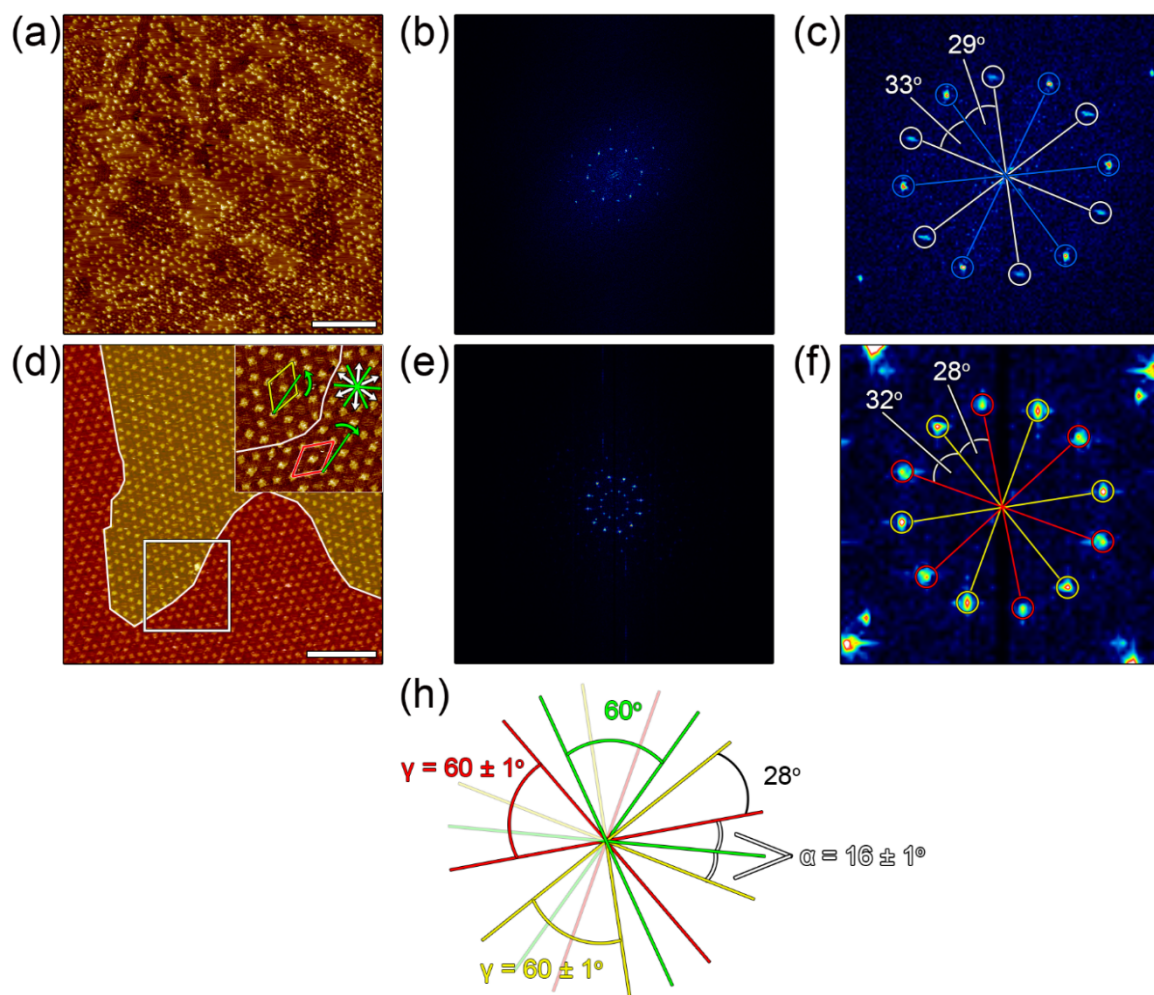 (a)
(b)
(c)
29°
33°
(d)
(e)
(f)
28°
32°
(h)
60°
γ = 60 ± 1°
28°
α = 16 ± 1°
γ = 60 ± 1°